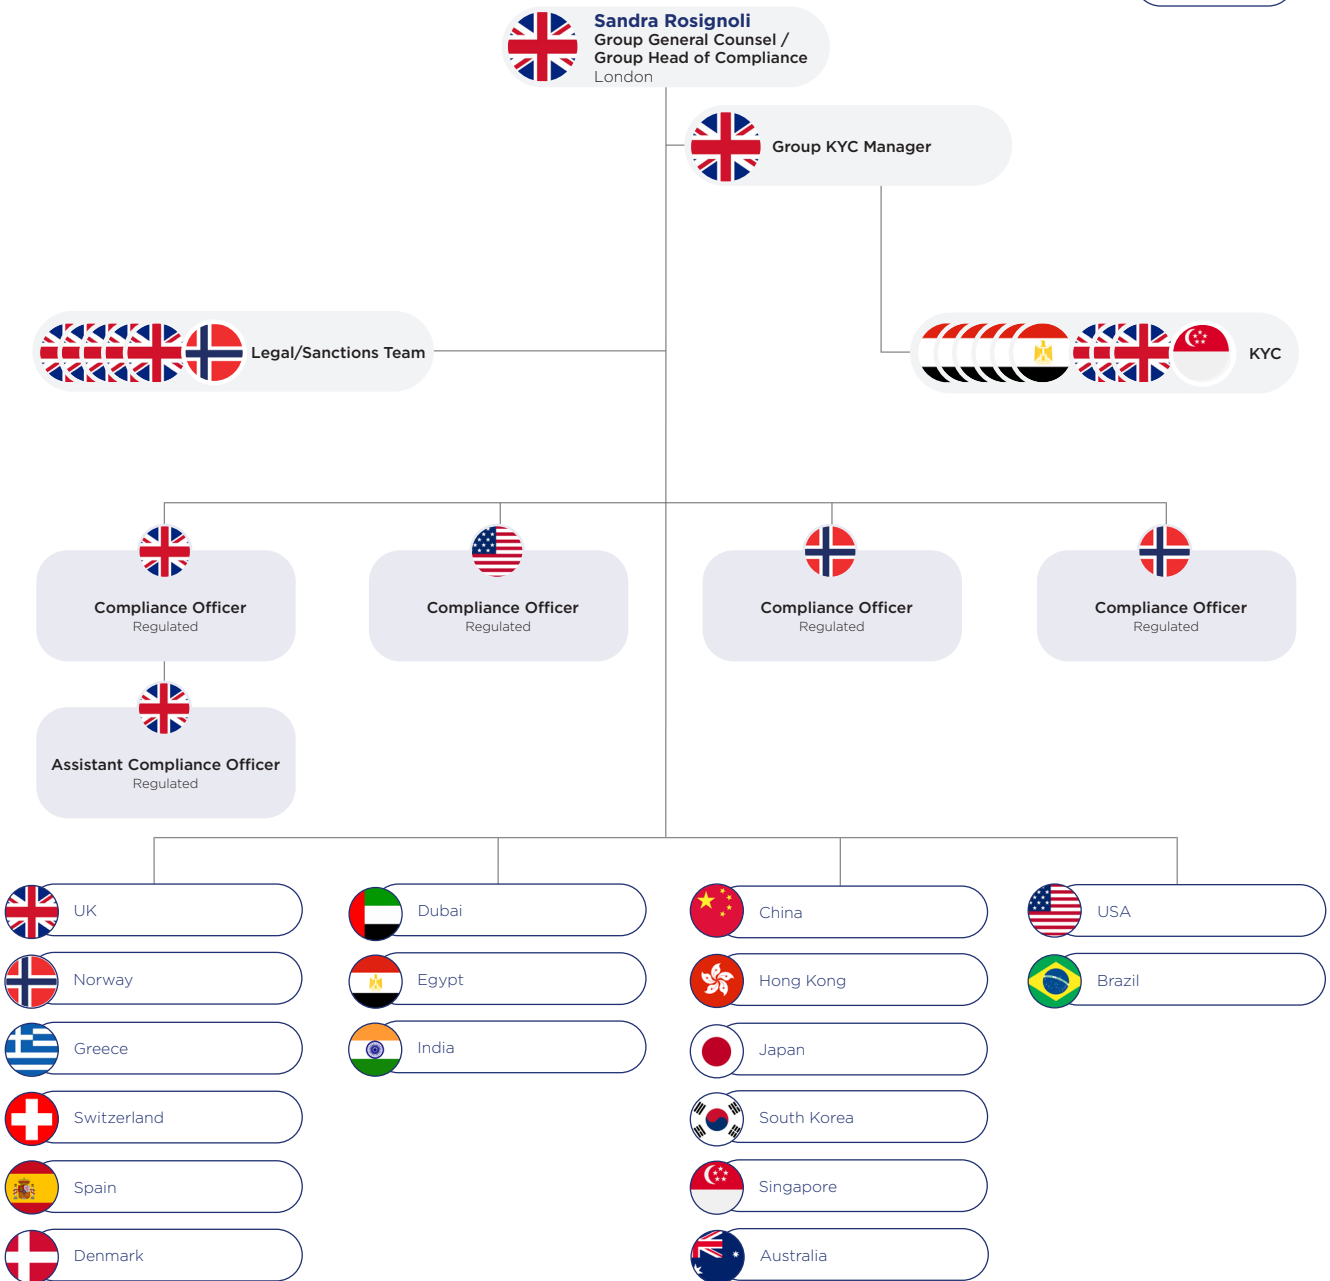 Sandra Rosignoli
Group General Counsel /
Group Head of Compliance
London
Group KYC Manager
Legal/Sanctions Team
KYC
Compliance Officer
Regulated
Compliance Officer
Regulated
Compliance Officer
Regulated
Compliance Officer
Regulated
Assistant Compliance Officer
Regulated
UK
Norway
Greece
Switzerland
Spain
Denmark
Dubai
Egypt
India
China
Hong Kong
Japan
South Korea
Singapore
Australia
USA
Brazil